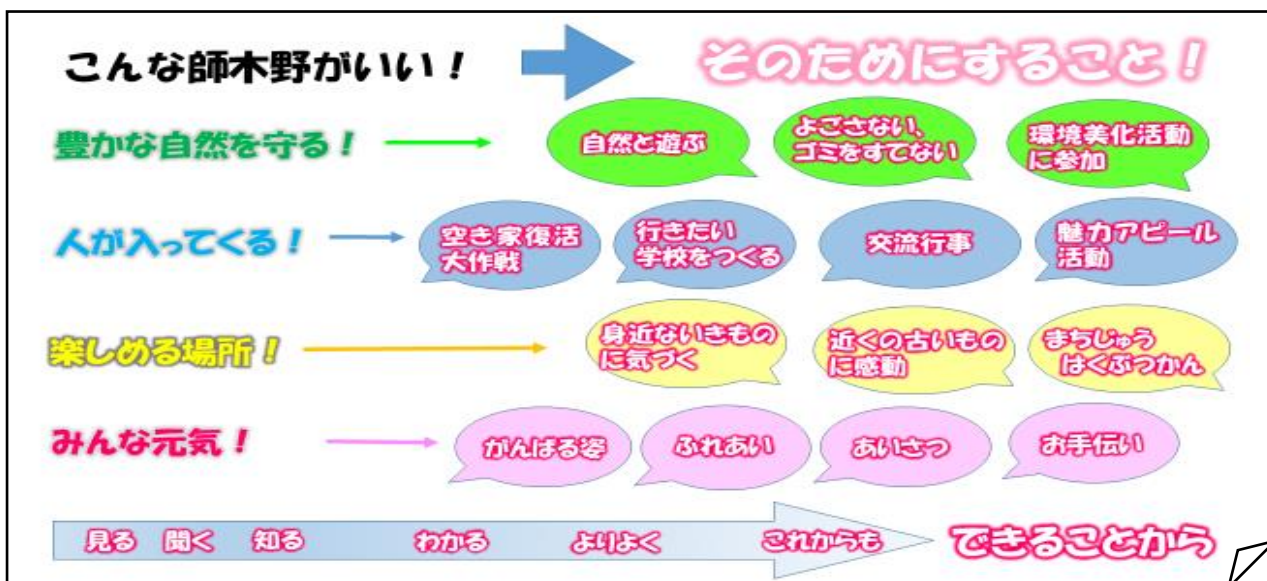 こんな師木野がいい！
そのためにすること！
豊かな自然を守る！
自然と遊ぶ
よごさない、
ゴミをすてない
環境美化活動
に参加
人が入ってくる！
空き家復活
大作戦
行きたい
学校をつくる
交流行事
魅力アピール
活動
楽しめる場所！
身近ないきもの
に気づく
近くの古いもの
に感動
まちじゅう
はくぶつかん
みんな元気！
がんばる姿
ふれあい
あいさつ
お手伝い
見る 聞く 知る わかる よりよく これからも
できることから